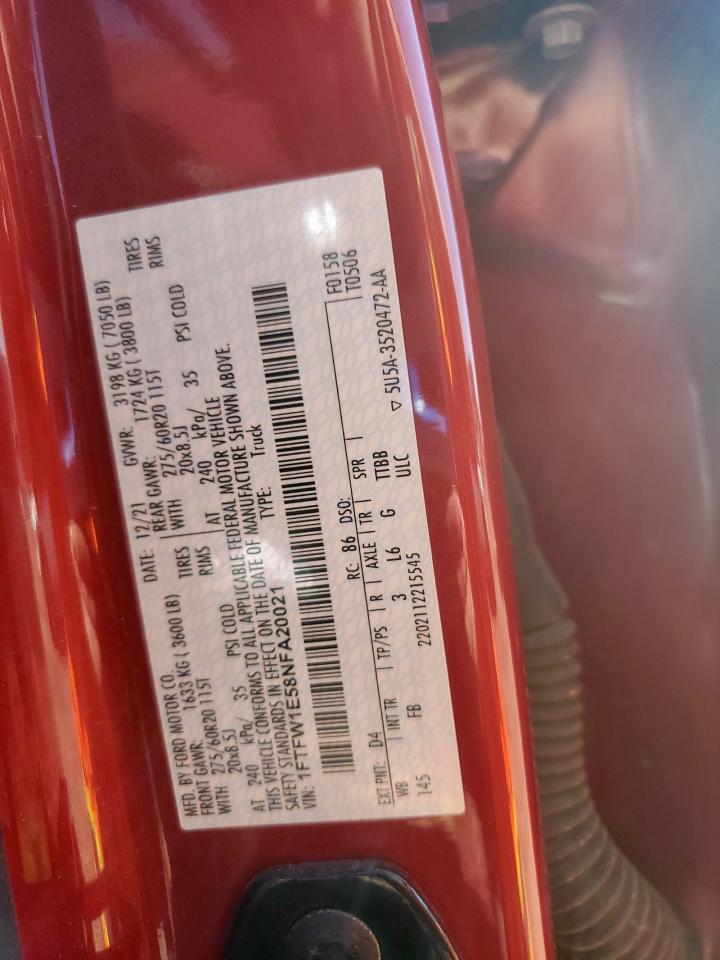 MFD. BY FORD MOTOR CO. DATE: 12/21 GVWR: 3198 KG ( 7050 LB)
FRONT GAWR: 1633 KG ( 3600 LB) REAR GAWR: 1724 KG ( 3800 LB)
WITH 275/60R20 115T TIRES WITH 275/60R20 115T TIRES
20x8.5J RIMS 20x8.5J RIMS
AT 240 kPa/ 35 PSI COLD AT 240 kPa/ 35 PSI COLD
THIS VEHICLE CONFORMS TO ALL APPLICABLE FEDERAL MOTOR VEHICLE
SAFETY STANDARDS IN EFFECT ON THE DATE OF MANUFACTURE SHOWN ABOVE.
VIN: 1FTFW1E58NFA20021 TYPE: Truck
F0158
EXT PNT: D4 RC: 86 DSO: T0506
WB INT TR TP/PS R AXLE TR SPR
145 FB 3 L6 G TTBB
2202112215545 ULC ▽ 5U5A-3520472-AA